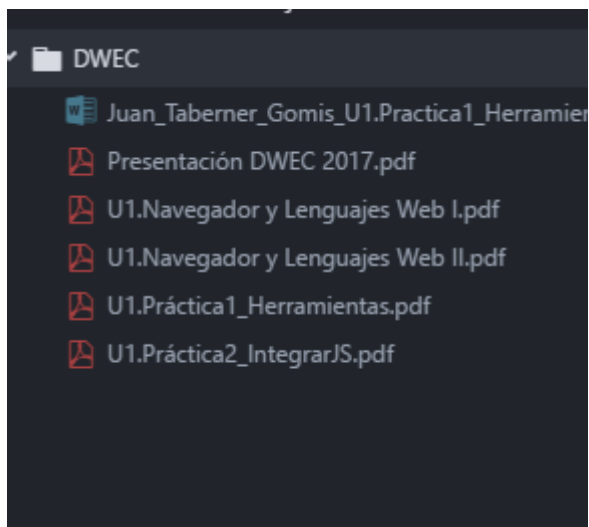 DWEC
Juan_Taberner_Gomis_U1.Practica1_Herramier
Presentación DWEC 2017.pdf
U1.Navegador y Lenguajes Web I.pdf
U1.Navegador y Lenguajes Web II.pdf
U1.Práctica1_Herramientas.pdf
U1.Práctica2_IntegrarJS.pdf